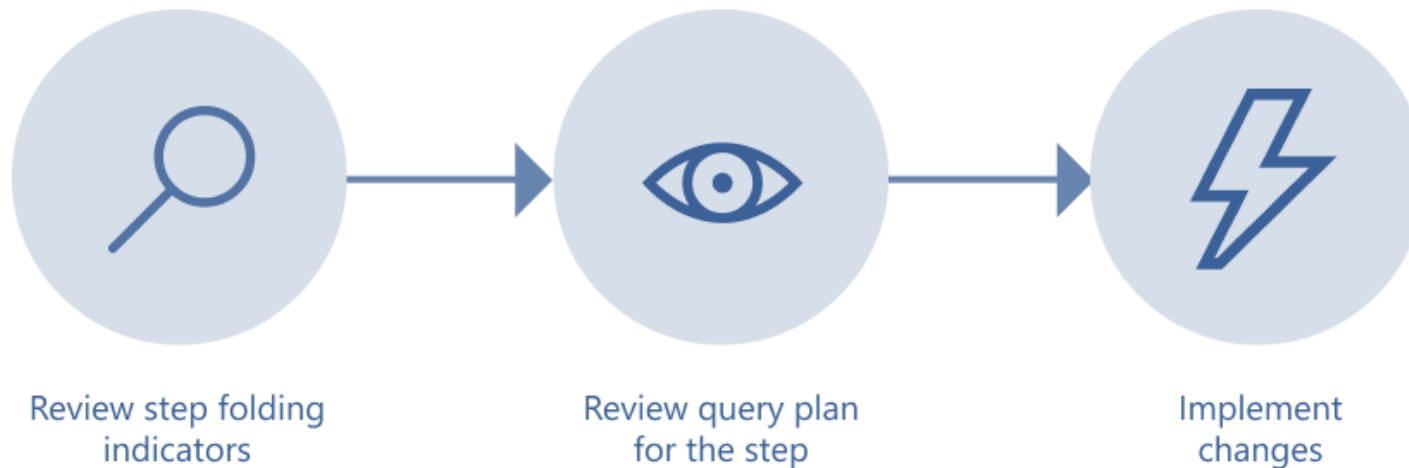 Review step folding
indicators
Review query plan
for the step
Implement
changes